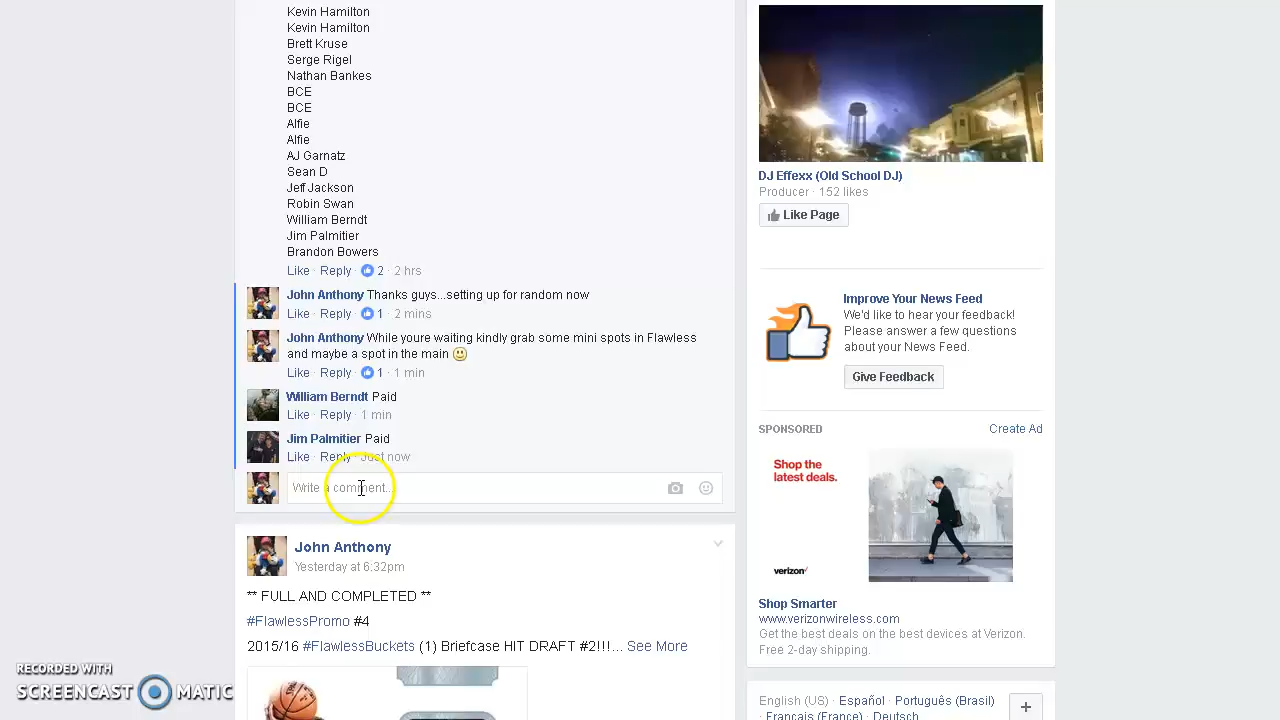 Kevin Hamilton
Kevin Hamilton
Brett Kruse
Serge Rigel
Nathan Bankes
BCE
BCE
Alfie
Alfie
AJ Garnatz
Scott
Jeff Jackson
Robin Swan
William Berndt
Jim Palmitier
Brandon Bowers
Like · Reply · 2 · 2 hrs
John Anthony Thanks guys...setting up for random now
Like · Reply · 1 · 2 mins
John Anthony While youre waiting kindly grab some mini spots in Flawless
and maybe a spot in the main
Like · Reply · 1 · 1 min
William Berndt Paid
Like · Reply · 1 min
Jim Palmitier Paid
Like · Reply · Just now
Write a comment...
John Anthony
erday at 6:32pm
** FULL AND COMPLETED **
#FlawlessPromo #4
2015/16 #FlawlessBuckets (1) Briefcase HIT DRAFT #2!!!... See More
DJ Effexx (Old School DJ)
Producer · 152 likes
Like Page
Improve Your News Feed
We'd like to hear your feedback!
Please answer a few questions
about your News Feed.
Give Feedback
SPONSORED Create Ad
Shop the
latest deals.
verizon
Shop Smarter
www.verizonwireless.com
Get the best deals on the best devices at Verizon.
Free 2-day shipping.
English (US) · Español · Português (Brasil)
· Français (France) · Deutsch
RECORDED WITH
SCREENCAST MATIC